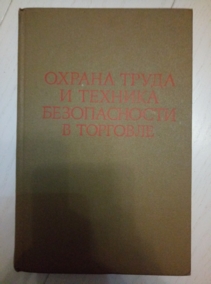 ОХРАНА ТРУДА
И ТЕХНИКА
БЕЗОПАСНОСТИ
В ТОРГОВЛЕ